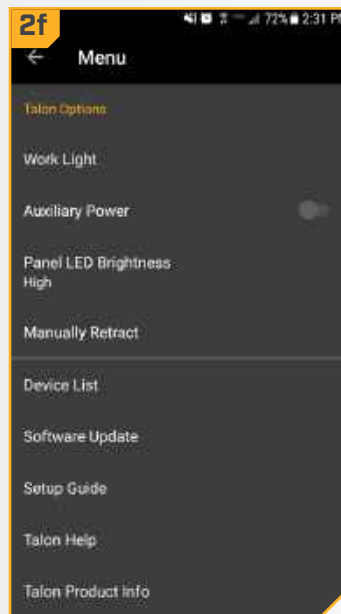 2f
72% 2:31 PM
Menu
Talon Options
Work Light
Auxiliary Power
Panel LED Brightness
High
Manually Retract
Device List
Software Update
Setup Guide
Talon Help
Talon Product Info